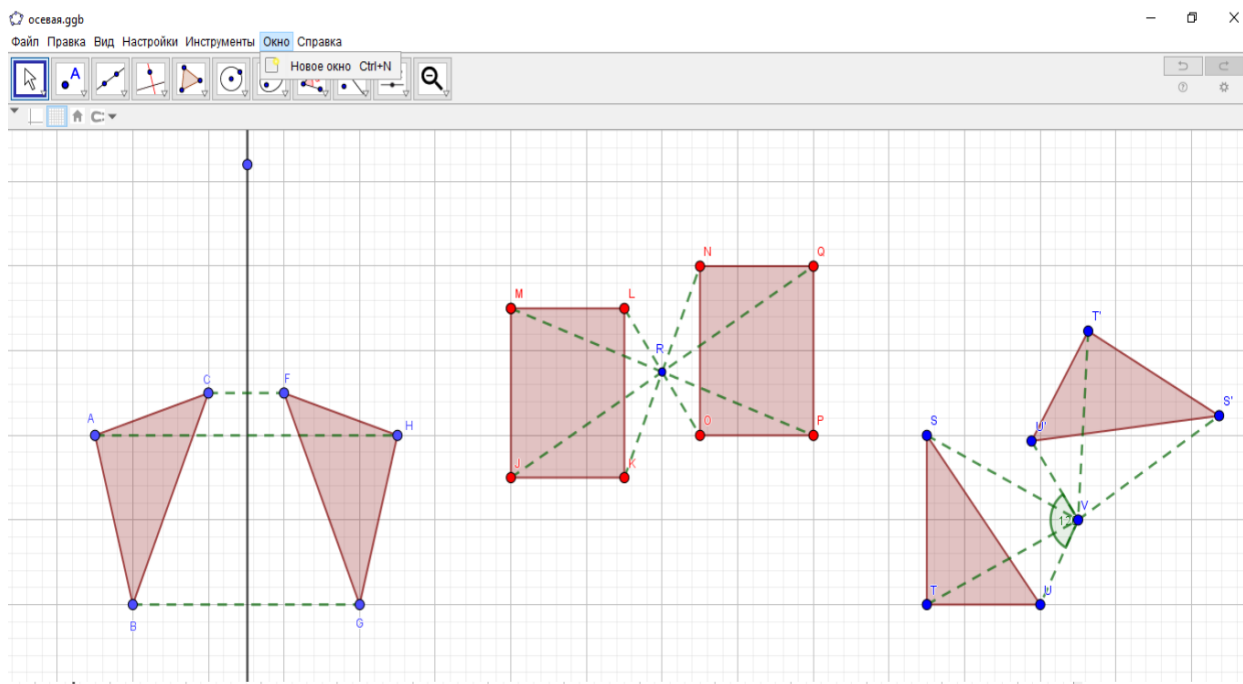 осевая.ggb
Файл Правка Вид Настройки Инструменты Окно Справка
Новое окно Ctrl+N
A
N Q
M L
T'
R
C F
S'
A H O P S U'
J K
V
T U
B G